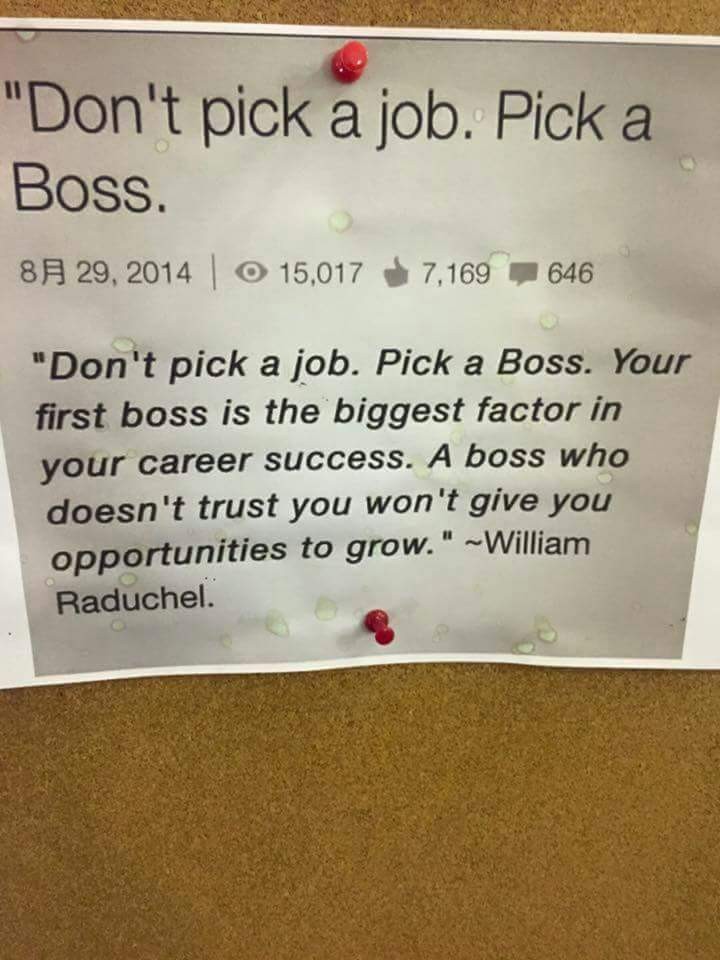 "Don't pick a job. Pick a
Boss.
8月 29, 2014 | 15,017 7,169 646
"Don't pick a job. Pick a Boss. Your
first boss is the biggest factor in
your career success. A boss who
doesn't trust you won't give you
opportunities to grow." ~William
Raduchel.